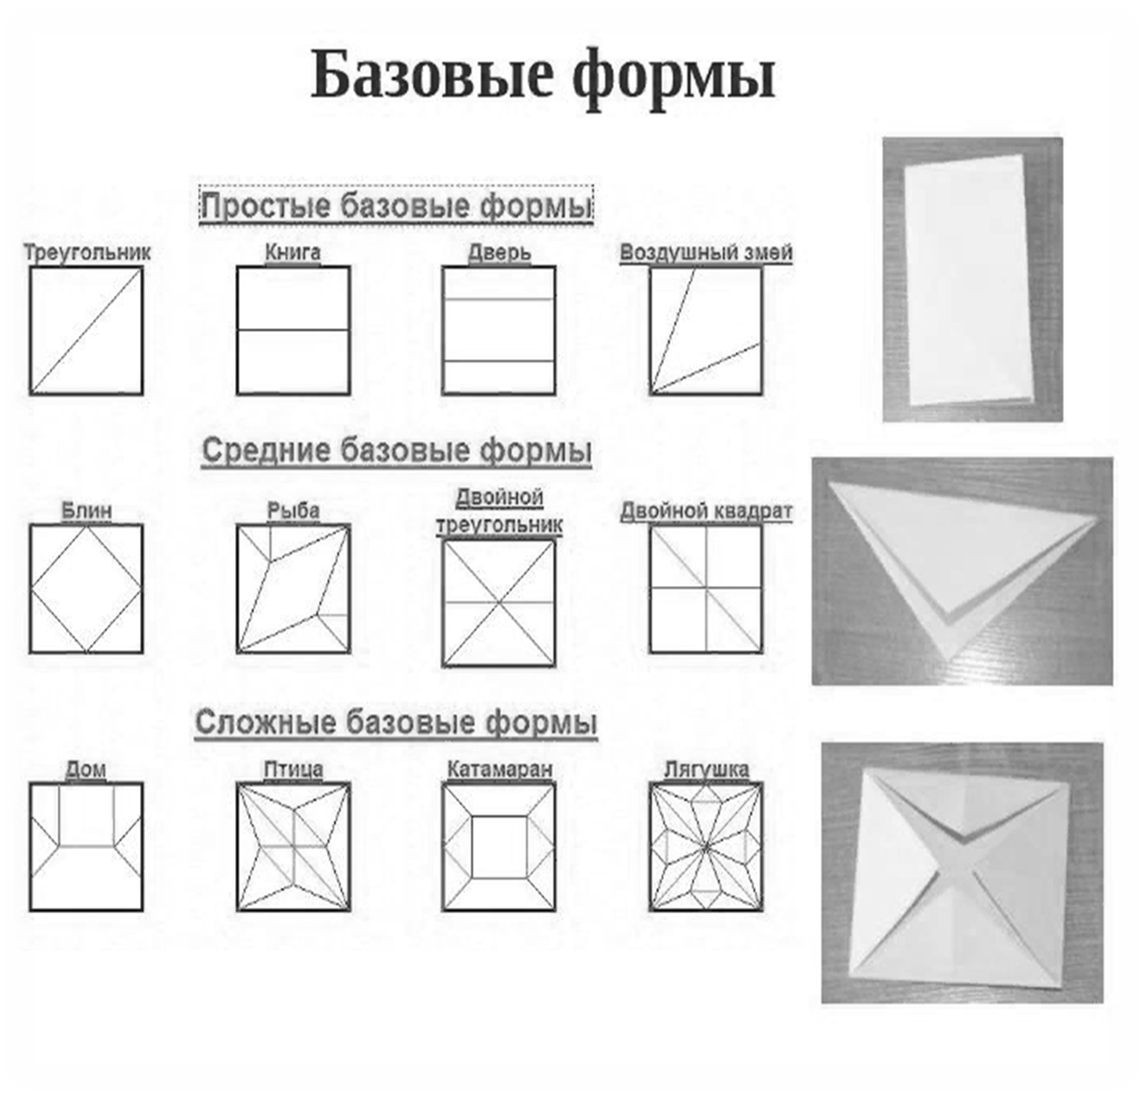 Базовые формы
Простые базовые формы
Треугольник
Книга
Дверь
Воздушный змей
Средние базовые формы
Блин
Рыба
Двойной
треугольник
Двойной квадрат
Сложные базовые формы
Дом
Птица
Катамаран
Лягушка